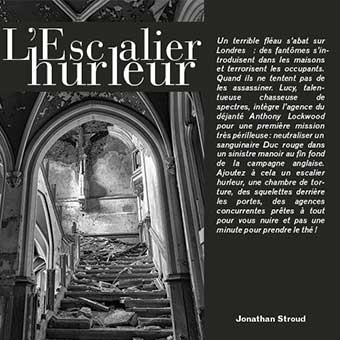 L'Escalier
hurleur
Un terrible fléau s'abat sur
Londres : des fantômes s'in-
troduisent dans les maisons
et terrorisent les occupants.
Quand ils ne tentent pas de
les assassiner. Lucy, talen-
tueuse chasseuse de
spectres, intègre l'agence du
déjanté Anthony Lockwood
pour une première mission
très périlleuse : neutraliser un
sanguinaire Duc rouge dans
un sinistre manoir au fin fond
de la campagne anglaise.
Ajoutez à cela un escalier
hurleur, une chambre de tor-
ture, des squelettes derrière
les portes, des agences
concurrentes prêtes à tout
pour vous nuire et pas une
minute pour prendre le thé !
Jonathan Stroud